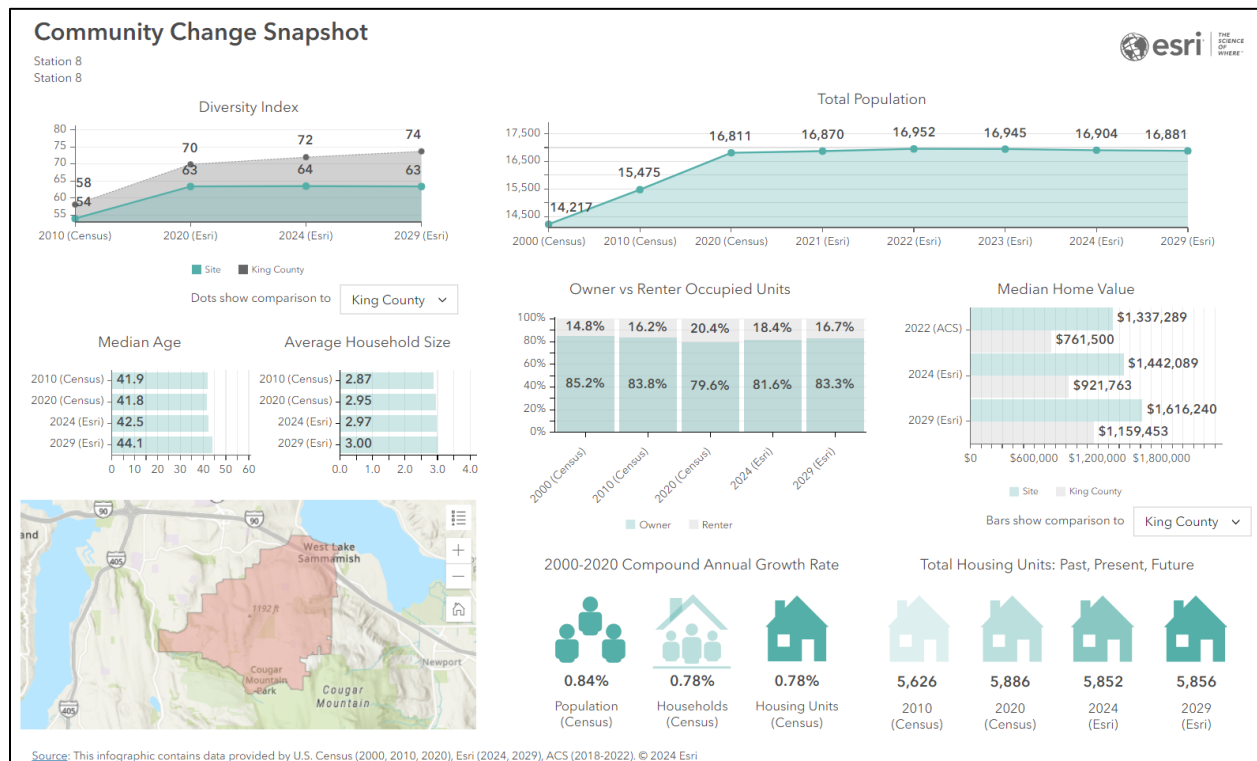 Community Change Snapshot
Station 8
Station 8
esri
THE
SCIENCE
OF
WHERE™
Diversity Index
80
75
70
65
60
55
58
54
70
63
72
64
74
63
2010 (Census)
2020 (Esri)
2024 (Esri)
2029 (Esri)
Site
King County
Dots show comparison to
King County
Total Population
17,500
16,500
15,500
14,500
14,217
15,475
16,811
16,870
16,952
16,945
16,904
16,881
2000 (Census)
2010 (Census)
2020 (Census)
2021 (Esri)
2022 (Esri)
2023 (Esri)
2024 (Esri)
2029 (Esri)
Median Age
2010 (Census) 41.9
2020 (Census) 41.8
2024 (Esri) 42.5
2029 (Esri) 44.1
0 10 20 30 40 50 60
Average Household Size
2010 (Census) 2.87
2020 (Census) 2.95
2024 (Esri) 2.97
2029 (Esri) 3.00
0.0 1.0 2.0 3.0 4.0
Owner vs Renter Occupied Units
100%
80%
60%
40%
20%
0%
14.8% 16.2% 20.4% 18.4% 16.7%
85.2% 83.8% 79.6% 81.6% 83.3%
2000 (Census)
2010 (Census)
2020 (Census)
2024 (Esri)
2029 (Esri)
Owner
Renter
Median Home Value
2022 (ACS)
$1,337,289
$761,500
2024 (Esri)
$1,442,089
$921,763
2029 (Esri)
$1,616,240
$1,159,453
$0 $600,000 $1,200,000 $1,800,000
Site
King County
Bars show comparison to
King County
90
90
and
405
West Lake
Sammamish
1192 ft
Cougar
Mountain
Park
Cougar
Mountain
Newport
405
2000-2020 Compound Annual Growth Rate
0.84%
Population
(Census)
0.78%
Households
(Census)
0.78%
Housing Units
(Census)
Total Housing Units: Past, Present, Future
5,626
2010
(Census)
5,886
2020
(Census)
5,852
2024
(Esri)
5,856
2029
(Esri)
Source: This infographic contains data provided by U.S. Census (2000, 2010, 2020), Esri (2024, 2029), ACS (2018-2022). © 2024 Esri